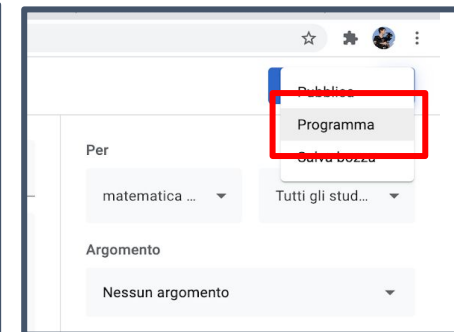 Pubblica
Programma
Salva bozza
Per
matematica ...
Tutti gli stud...
Argomento
Nessun argomento